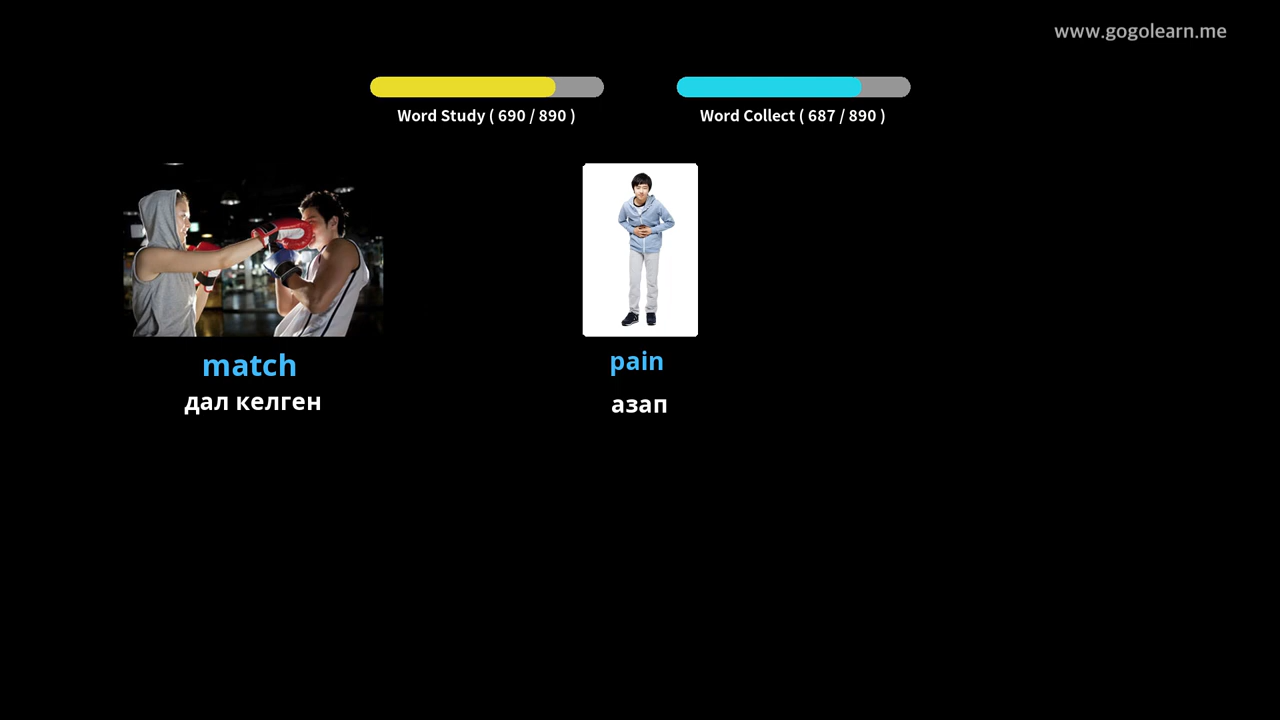 www.gogolearn.me
Word Study ( 690 / 890 )
Word Collect ( 687 / 890 )
match
дал келген
pain
азап